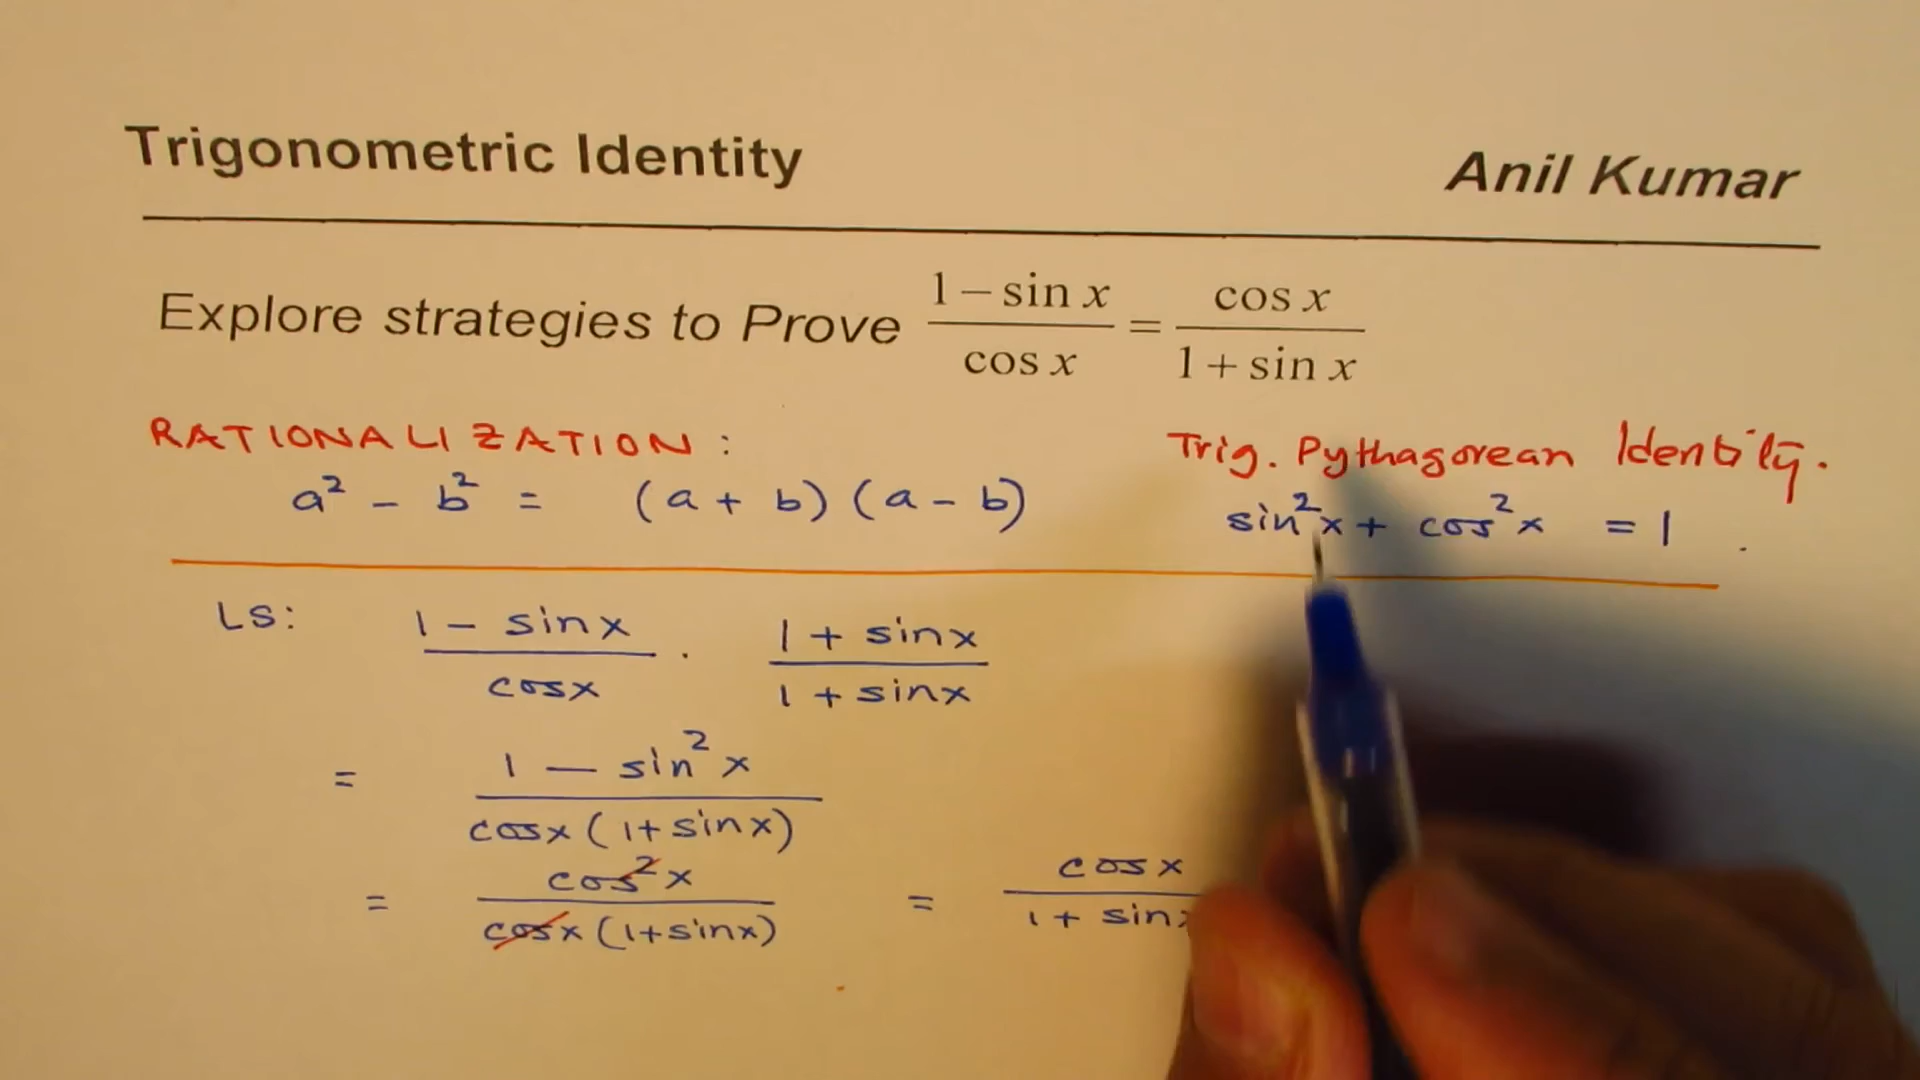 Trigonometric Identity Anil Kumar
Explore strategies to Prove (1 − sin x)/(cos x) = (cos x)/(1 + sin x)
RATIONALIZATION: Trig. Pythagorean Identity.
a² − b² = (a + b)(a − b) sin²x + cos²x = 1
LS: (1 − sinx)/(cosx) · (1 + sinx)/(1 + sinx)
= (1 − sin²x)/(cosx(1+sinx))
= (cos²x)/(cosx(1+sinx)) = (cosx)/(1 + sin